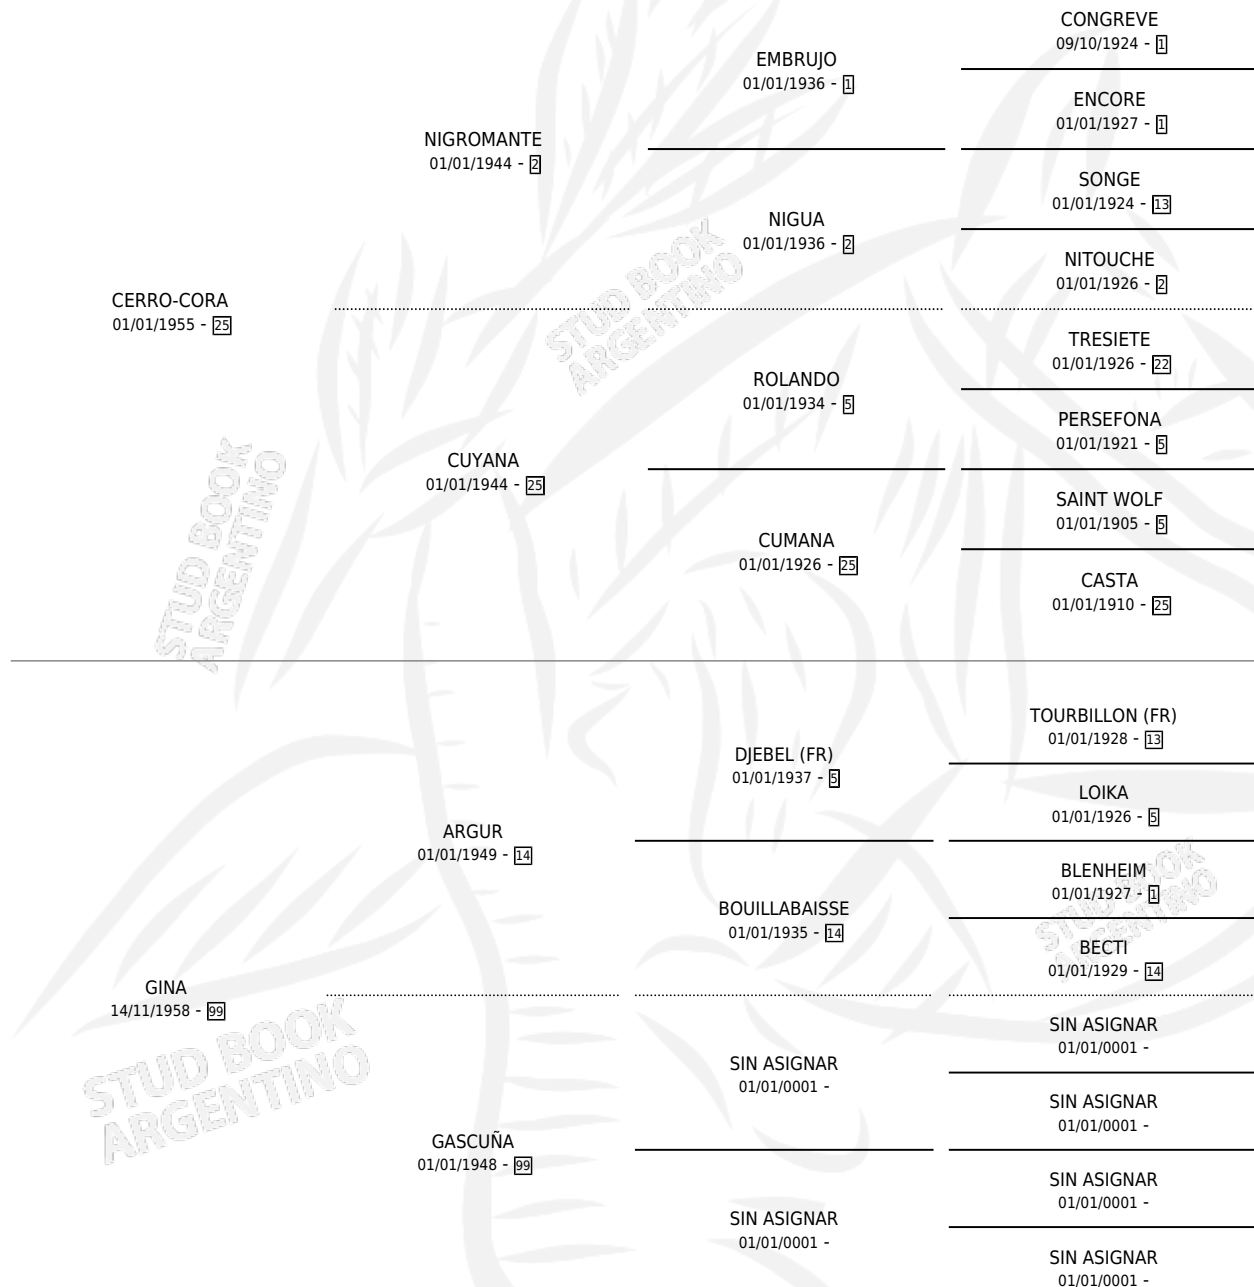 CONGREVE
09/10/1924 - 1
EMBRUJO
01/01/1936 - 1
ENCORE
01/01/1927 - 1
NIGROMANTE
01/01/1944 - 2
SONGE
01/01/1924 - 13
NIGUA
01/01/1936 - 2
NITOUCHE
01/01/1926 - 2
CERRO-CORA
01/01/1955 - 25
TRESIETE
01/01/1926 - 22
ROLANDO
01/01/1934 - 5
PERSEFONA
01/01/1921 - 5
CUYANA
01/01/1944 - 25
SAINT WOLF
01/01/1905 - 5
CUMANA
01/01/1926 - 25
CASTA
01/01/1910 - 25
TOURBILLON (FR)
01/01/1928 - 13
DJEBEL (FR)
01/01/1937 - 5
LOIKA
01/01/1926 - 5
ARGUR
01/01/1949 - 14
BLENHEIM
01/01/1927 - 1
BOUILLABAISSE
01/01/1935 - 14
BECTI
01/01/1929 - 14
GINA
14/11/1958 - 99
SIN ASIGNAR
01/01/0001 -
SIN ASIGNAR
01/01/0001 -
SIN ASIGNAR
01/01/0001 -
GASCUÑA
01/01/1948 - 99
SIN ASIGNAR
01/01/0001 -
SIN ASIGNAR
01/01/0001 -
SIN ASIGNAR
01/01/0001 -
STUD BOOK
ARGENTINO
STUD BOOK
ARGENTINO
STUD BOOK
ARGENTINO
STUD BOOK
ARGENTINO